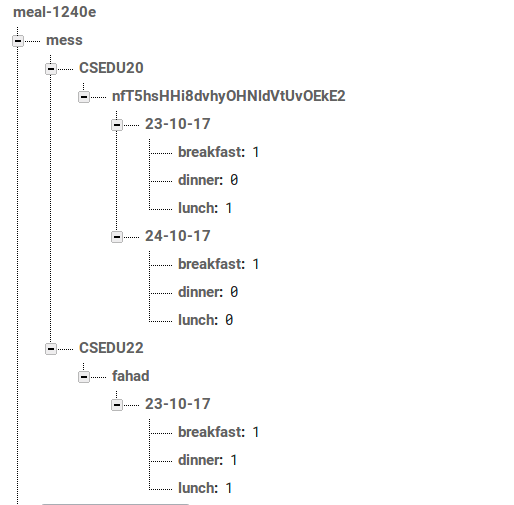 meal-1240e
mess
CSEDU20
nfT5hsHHi8dvhyOHNldVtUvOEkE2
23-10-17
breakfast: 1
dinner: 0
lunch: 1
24-10-17
breakfast: 1
dinner: 0
lunch: 0
CSEDU22
fahad
23-10-17
breakfast: 1
dinner: 1
lunch: 1